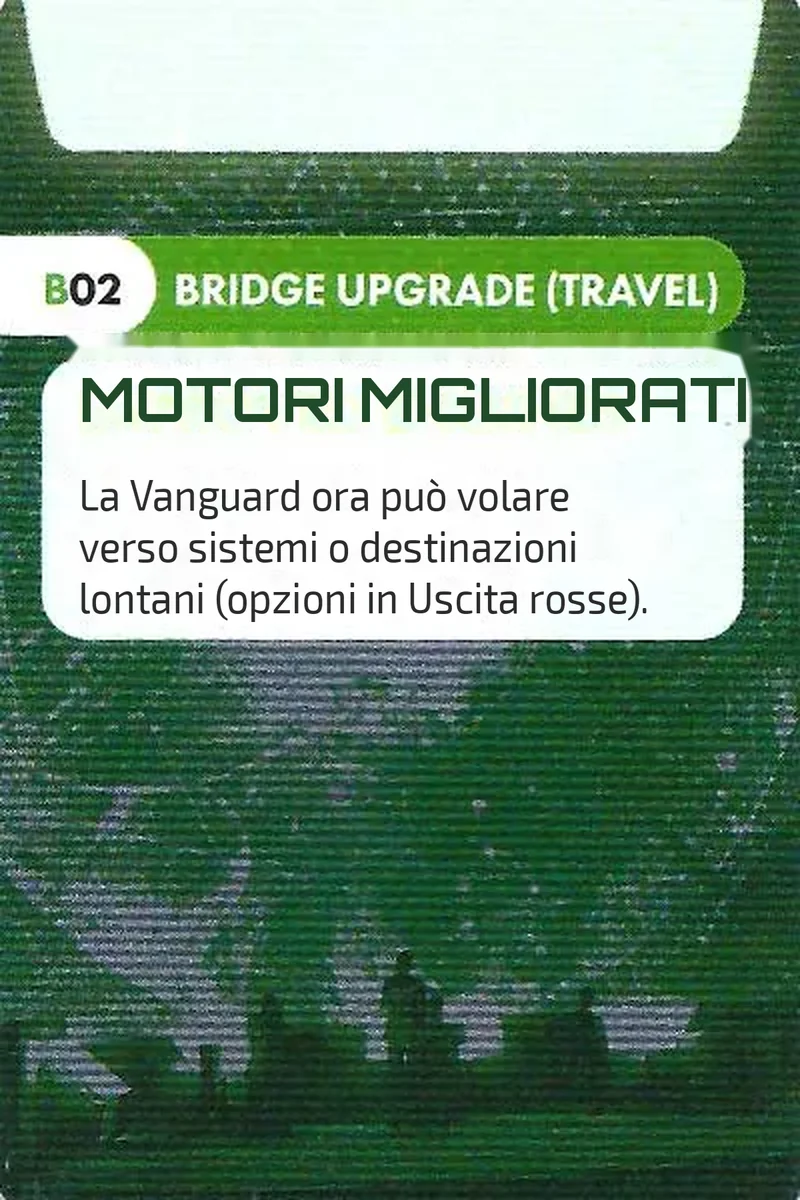 B02 BRIDGE UPGRADE (TRAVEL)
MOTORI MIGLIORATI
La Vanguard ora può volare
verso sistemi o destinazioni
lontani (opzioni in Uscita rosse).